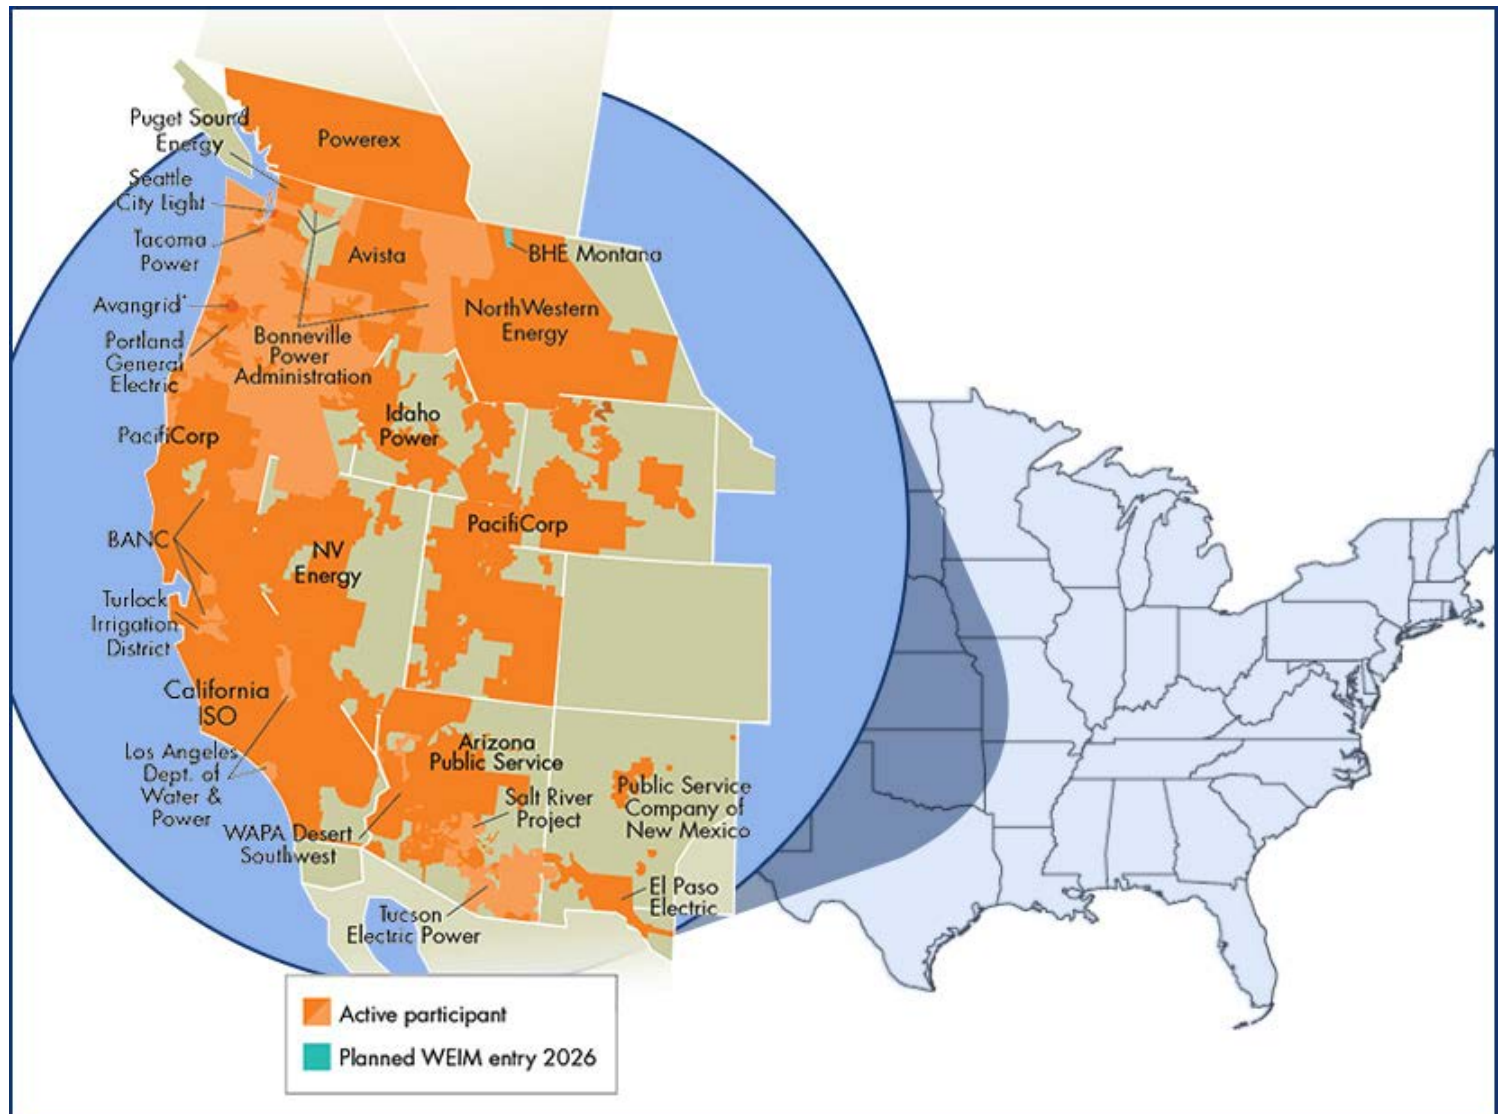 Puget Sound
Energy
Powerex
Seattle
City Light
Tacoma
Power
Avista
BHE Montana
Avangrid*
NorthWestern
Energy
Portland
General
Electric
Bonneville
Power
Administration
Idaho
Power
PacifiCorp
PacifiCorp
BANC
NV
Energy
Turlock
Irrigation
District
California
ISO
Los Angeles
Dept. of
Water &
Power
Arizona
Public Service
Salt River
Project
Public Service
Company of
New Mexico
WAPA Desert
Southwest
El Paso
Electric
Tucson
Electric Power
Active participant
Planned WEIM entry 2026